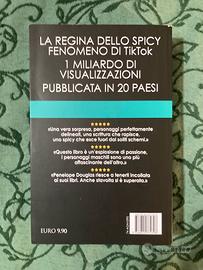 LA REGINA DELLO SPICY
FENOMENO DI TikTok
1 MILIARDO DI
VISUALIZZAZIONI
PUBBLICATA IN 20 PAESI
«Una vera sorpresa, personaggi perfettamente
delineati, una scrittura che rapisce,
uno spicy che esce fuori dai soliti schemi.»
«Questo libro è un'esplosione di passione,
i personaggi maschili sono uno più
affascinante dell'altro.»
«Penelope Douglas riesce a tenerti incollata
ai suoi libri. Anche stavolta si è superata.»
EURO 9.90